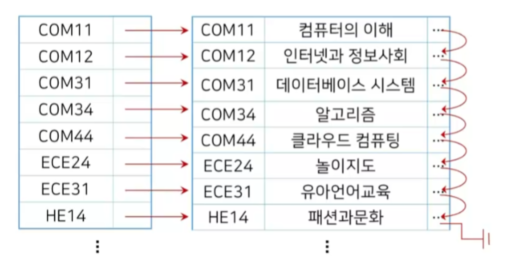 COM11 COM11 컴퓨터의 이해 ...
COM12 COM12 인터넷과 정보사회 ...
COM31 COM31 데이터베이스 시스템 ...
COM34 COM34 알고리즘 ...
COM44 COM44 클라우드 컴퓨팅 ...
ECE24 ECE24 놀이지도 ...
ECE31 ECE31 유아언어교육 ...
HE14 HE14 패션과문화 ...
⋮ ⋮